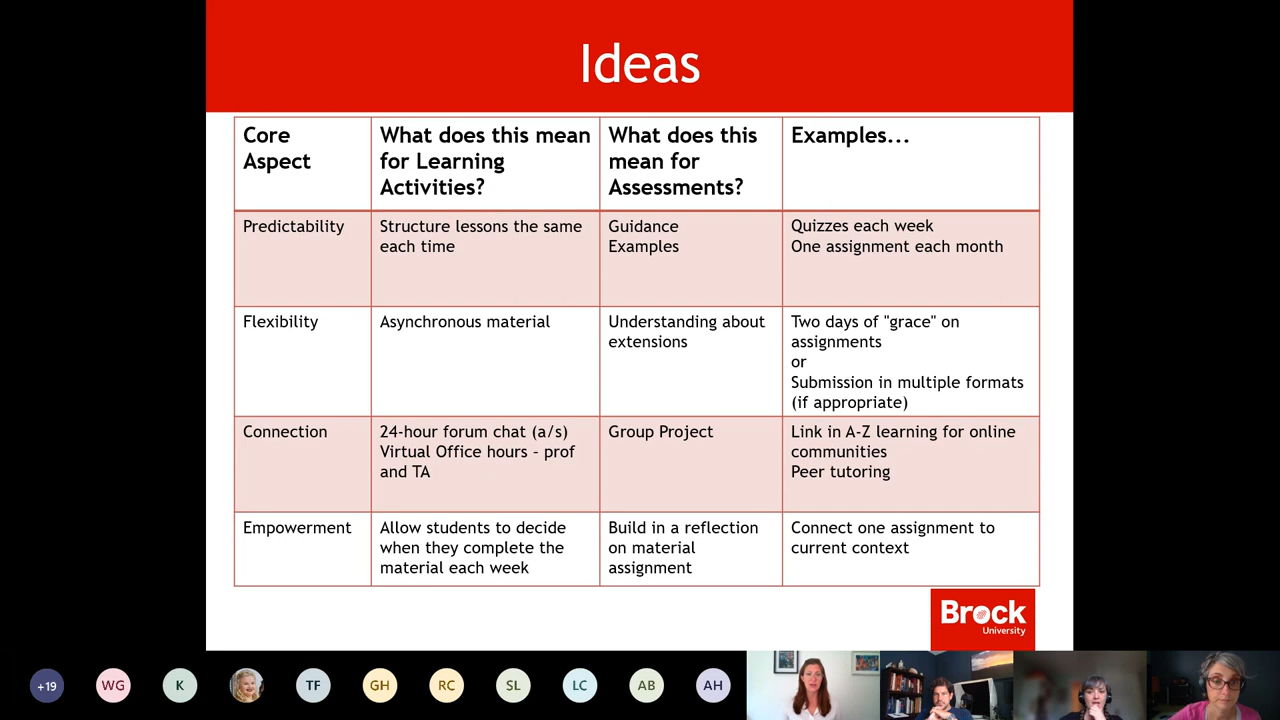 Ideas
Core
Aspect
What does this mean
for Learning
Activities?
What does this
mean for
Assessments?
Examples...
Predictability
Structure lessons the same
each time
Guidance
Examples
Quizzes each week
One assignment each month
Flexibility
Asynchronous material
Understanding about
extensions
Two days of "grace" on
assignments
or
Submission in multiple formats
(if appropriate)
Connection
24-hour forum chat (a/s)
Virtual Office hours - prof
and TA
Group Project
Link in A-Z learning for online
communities
Peer tutoring
Empowerment
Allow students to decide
when they complete the
material each week
Build in a reflection
on material
assignment
Connect one assignment to
current context
Brock
University
+19 WG K TF GH RC SL LC AB AH